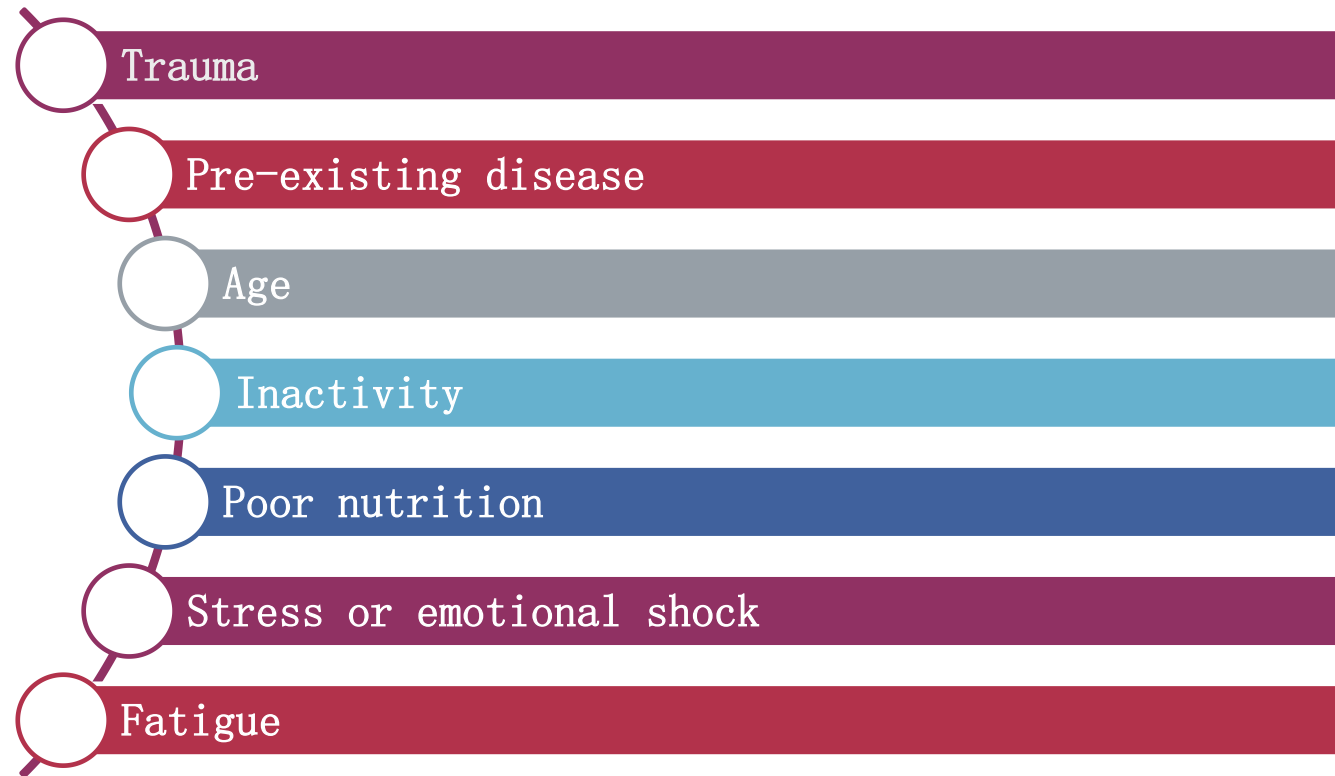 Trauma
Pre-existing disease
Age
Inactivity
Poor nutrition
Stress or emotional shock
Fatigue